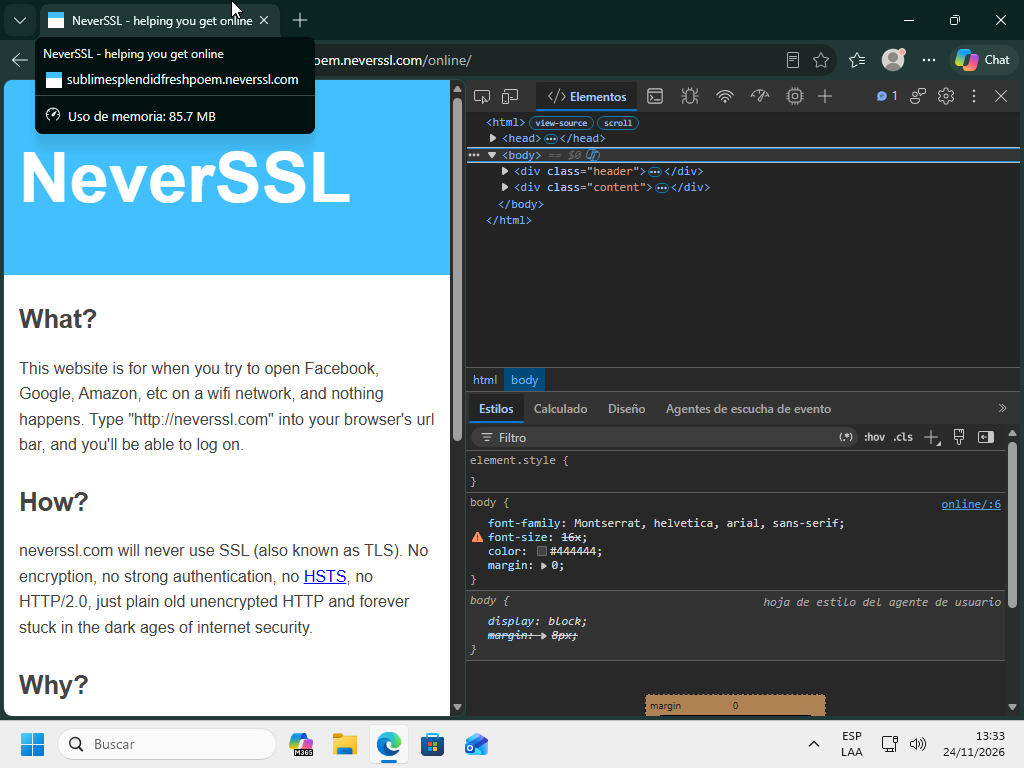 NeverSSL - helping you get online
NeverSSL - helping you get online
sublimesplendidfreshpoem.neverssl.com
Uso de memoria: 85.7 MB
oem.neverssl.com/online/
Chat
NeverSSL
What?
This website is for when you try to open Facebook,
Google, Amazon, etc on a wifi network, and nothing
happens. Type "http://neverssl.com" into your browser's url
bar, and you'll be able to log on.
How?
neverssl.com will never use SSL (also known as TLS). No
encryption, no strong authentication, no HSTS, no
HTTP/2.0, just plain old unencrypted HTTP and forever
stuck in the dark ages of internet security.
Why?
</> Elementos
1
<html> view-source scroll
<head> ••• </head>
••• <body> == $0
<div class="header"> ••• </div>
<div class="content"> ••• </div>
</body>
</html>
html body
Estilos Calculado Diseño Agentes de escucha de evento
Filtro (.*) :hov .cls
element.style {
}
body { online/:6
font-family: Montserrat, helvetica, arial, sans-serif;
font-size: 16x;
color: #444444;
margin: 0;
}
body { hoja de estilo del agente de usuario
display: block;
margin: 8px;
}
margin 0
Buscar
M365
ESP
LAA
13:33
24/11/2026